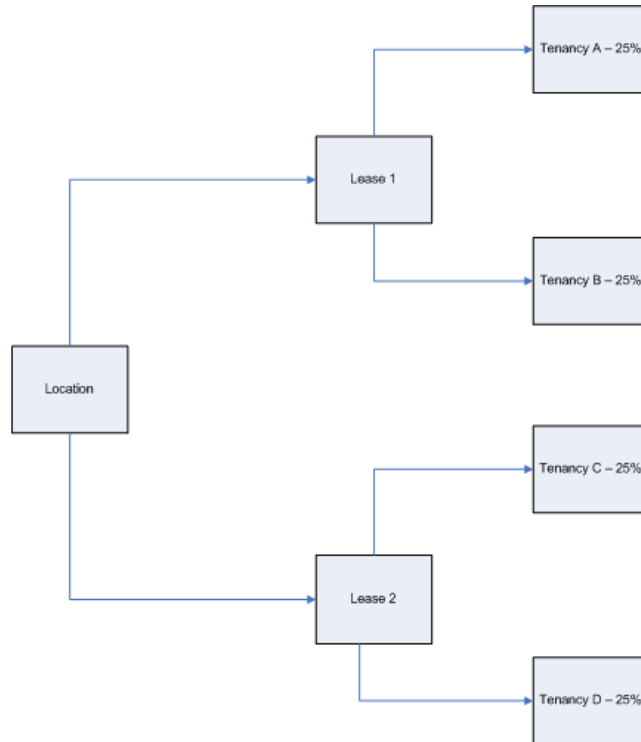 Tenancy A – 25%
Lease 1
Tenancy B – 25%
Location
Tenancy C – 25%
Lease 2
Tenancy D – 25%